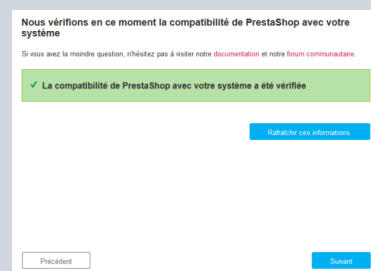 Nous vérifions en ce moment la compatibilité de PrestaShop avec votre
système
Si vous avez la moindre question, n'hésitez pas à visiter notre documentation et notre forum communautaire.
✓ La compatibilité de PrestaShop avec votre système a été vérifiée
Rafraîchir ces informations
Précédent
Suivant